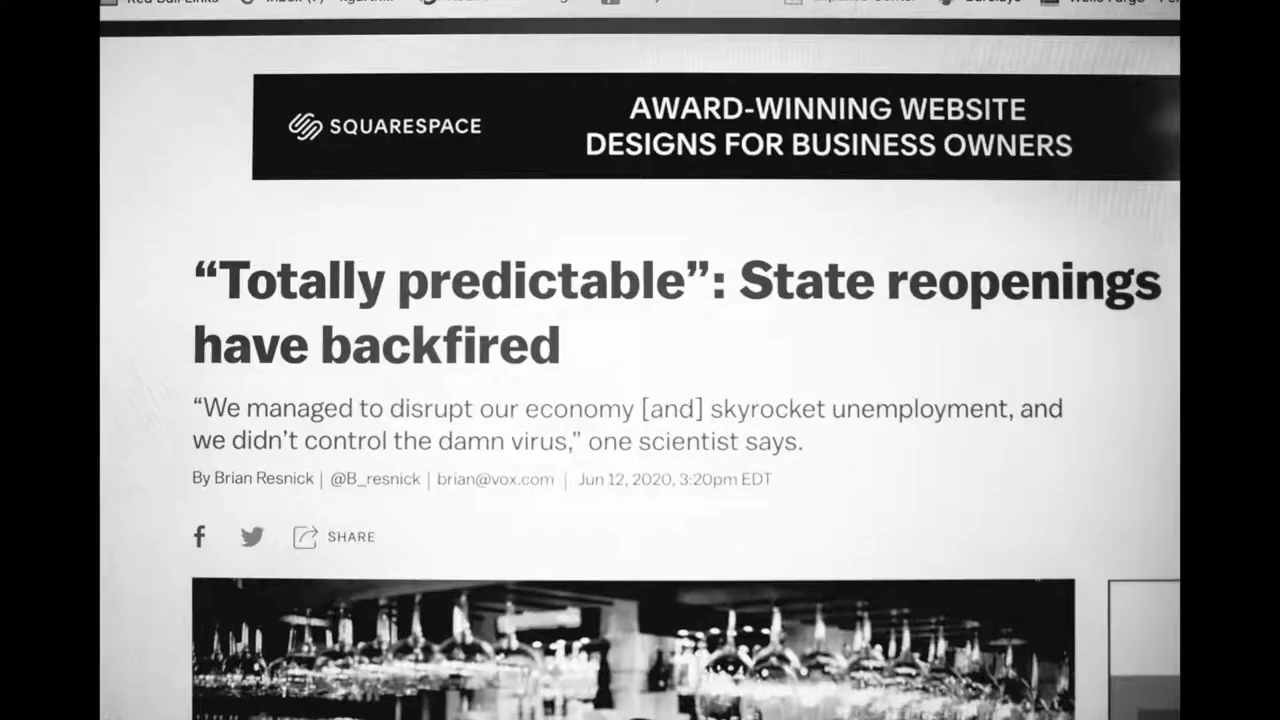 SQUARESPACE
AWARD-WINNING WEBSITE
DESIGNS FOR BUSINESS OWNERS
“Totally predictable”: State reopenings
have backfired
“We managed to disrupt our economy [and] skyrocket unemployment, and
we didn’t control the damn virus,” one scientist says.
By Brian Resnick | @B_resnick | brian@vox.com | Jun 12, 2020, 3:20pm EDT
f SHARE